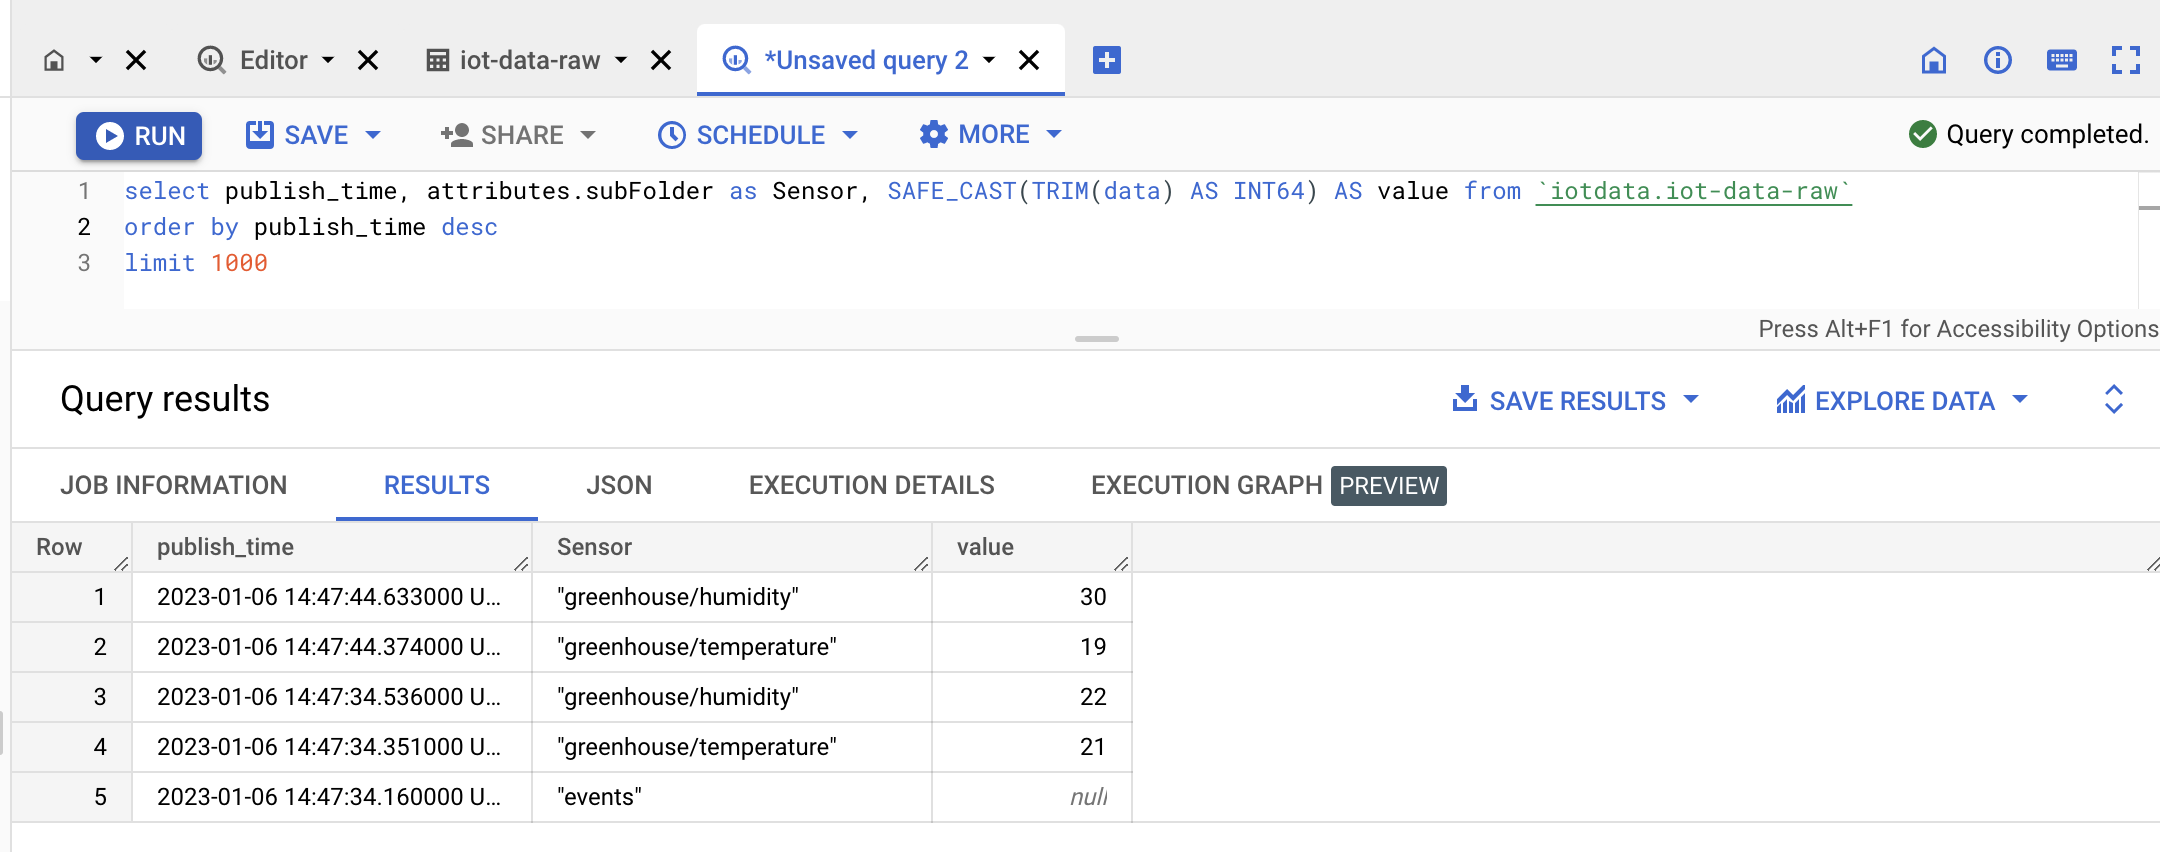 Editor
iot-data-raw
*Unsaved query 2
RUN
SAVE
SHARE
SCHEDULE
MORE
Query completed.
1 select publish_time, attributes.subFolder as Sensor, SAFE_CAST(TRIM(data) AS INT64) AS value from `iotdata.iot-data-raw`
2 order by publish_time desc
3 limit 1000
Press Alt+F1 for Accessibility Options
Query results
SAVE RESULTS
EXPLORE DATA
JOB INFORMATION
RESULTS
JSON
EXECUTION DETAILS
EXECUTION GRAPH PREVIEW
Row publish_time Sensor value
1 2023-01-06 14:47:44.633000 U... "greenhouse/humidity" 30
2 2023-01-06 14:47:44.374000 U... "greenhouse/temperature" 19
3 2023-01-06 14:47:34.536000 U... "greenhouse/humidity" 22
4 2023-01-06 14:47:34.351000 U... "greenhouse/temperature" 21
5 2023-01-06 14:47:34.160000 U... "events" null